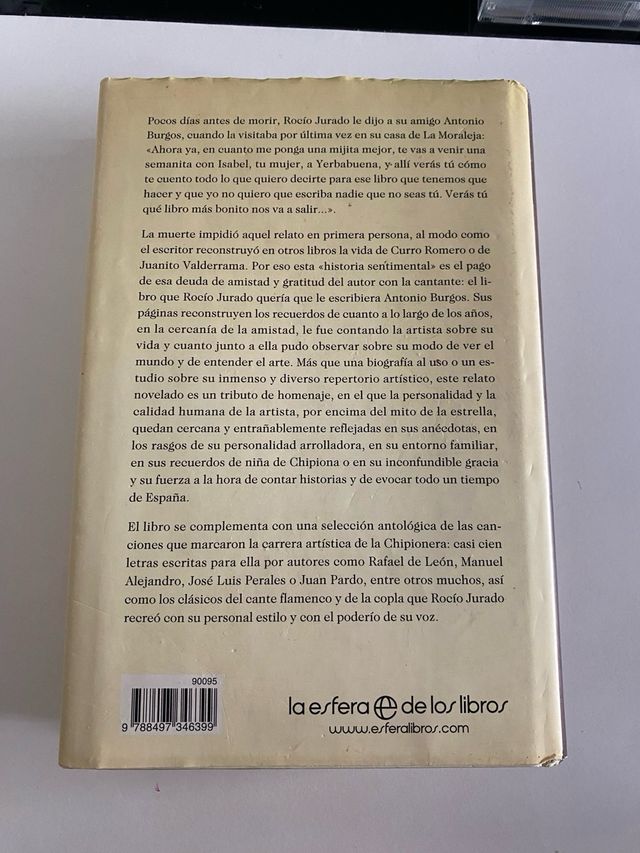 Pocos días antes de morir, Rocío Jurado le dijo a su amigo Antonio
Burgos, cuando la visitaba por última vez en su casa de La Moraleja:
«Ahora ya, en cuanto me ponga una mijita mejor, te vas a venir una
semanita con Isabel, tu mujer, a Yerbabuena, y allí verás tú cómo
te cuento todo lo que quiero decirte para ese libro que tenemos que
hacer y que yo no quiero que escriba nadie que no seas tú. Verás tú
qué libro más bonito nos va a salir...».
La muerte impidió aquel relato en primera persona, al modo como
el escritor reconstruyó en otros libros la vida de Curro Romero o de
Juanito Valderrama. Por eso esta «historia sentimental» es el pago
de esa deuda de amistad y gratitud del autor con la cantante: el li-
bro que Rocío Jurado quería que le escribiera Antonio Burgos. Sus
páginas reconstruyen los recuerdos de cuanto a lo largo de los años,
en la cercanía de la amistad, le fue contando la artista sobre su
vida y cuanto junto a ella pudo observar sobre su modo de ver el
mundo y de entender el arte. Más que una biografía al uso o un es-
tudio sobre su inmenso y diverso repertorio artístico, este relato
novelado es un tributo de homenaje, en el que la personalidad y la
calidad humana de la artista, por encima del mito de la estrella,
quedan cercana y entrañablemente reflejadas en sus anécdotas, en
los rasgos de su personalidad arrolladora, en su entorno familiar,
en sus recuerdos de niña de Chipiona o en su inconfundible gracia
y su fuerza a la hora de contar historias y de evocar todo un tiempo
de España.
El libro se complementa con una selección antológica de las can-
ciones que marcaron la carrera artística de la Chipionera: casi cien
letras escritas para ella por autores como Rafael de León, Manuel
Alejandro, José Luis Perales o Juan Pardo, entre otros muchos, así
como los clásicos del cante flamenco y de la copla que Rocío Jurado
recreó con su personal estilo y con el poderío de su voz.
90095
9 788497 346399
la esfera de los libros
www.esferalibros.com